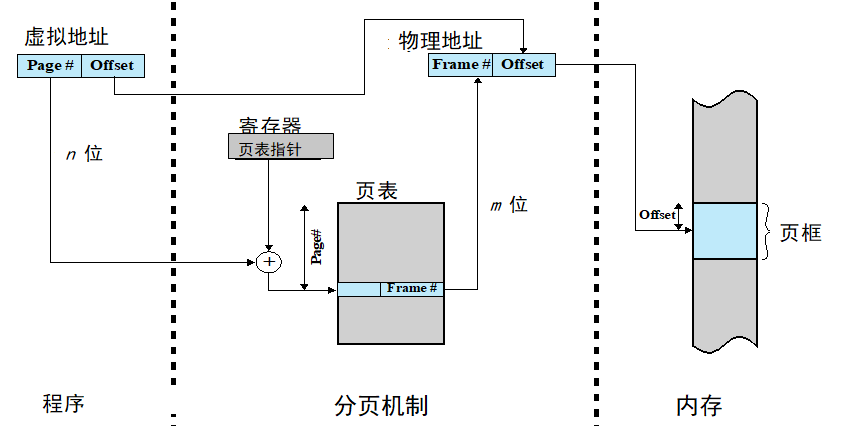 虚拟地址
Page # Offset
物理地址
Frame # Offset
寄存器
页表指针
n 位
页表
m 位
Page#
+
Frame #
Offset
页框
程序
分页机制
内存